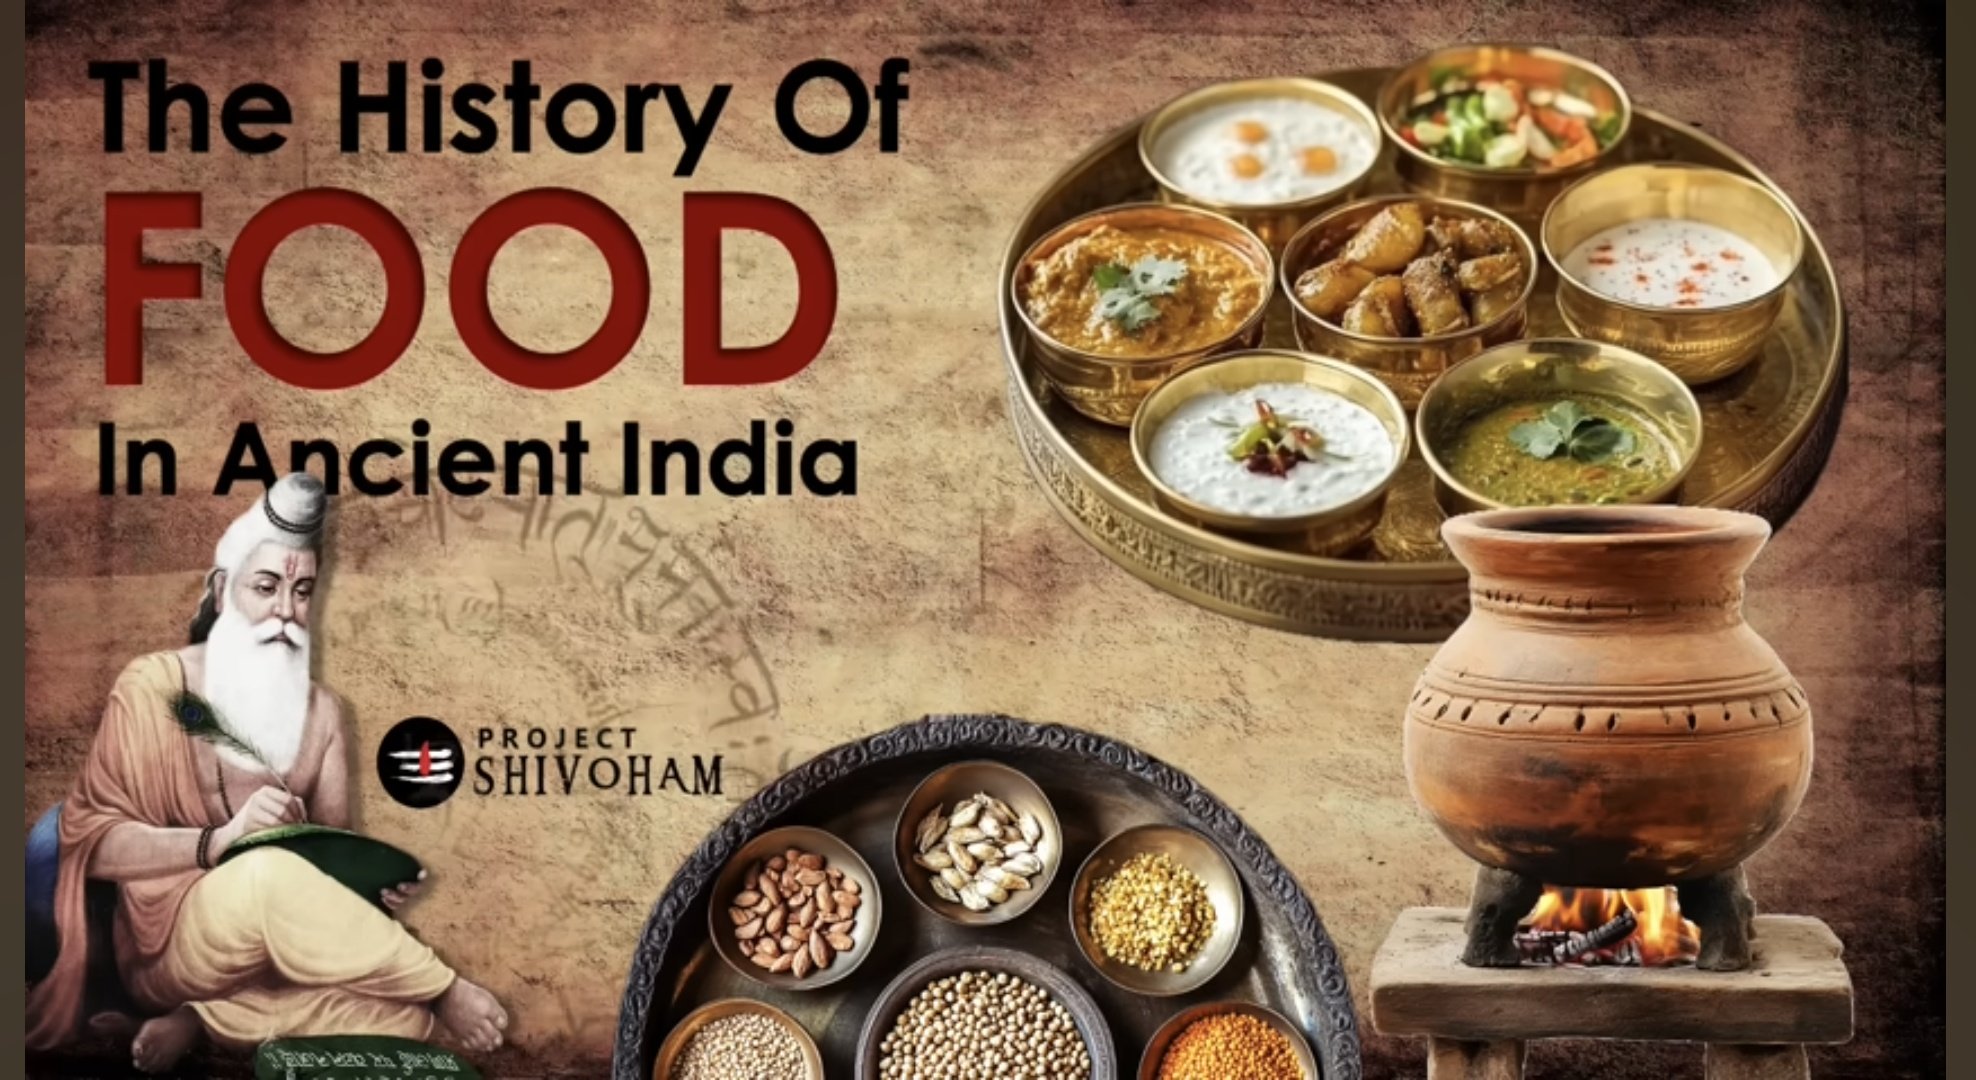 The History Of
FOOD
In Ancient India
PROJECT
SHIVOHAM